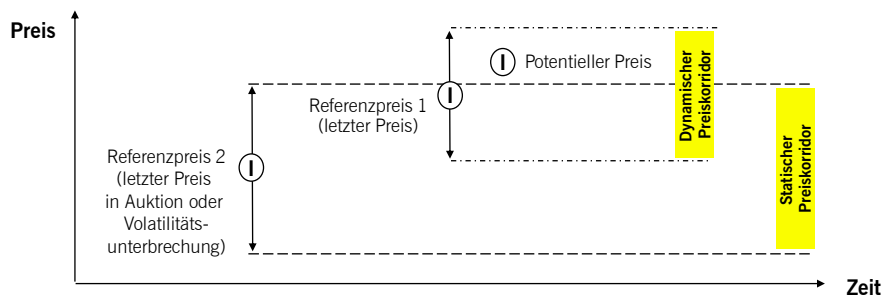 Preis
Potentieller Preis
Dynamischer
Preiskorridor
Referenzpreis 1
(letzter Preis)
Referenzpreis 2
(letzter Preis
in Auktion oder
Volatilitäts-
unterbrechung)
Statischer
Preiskorridor
Zeit